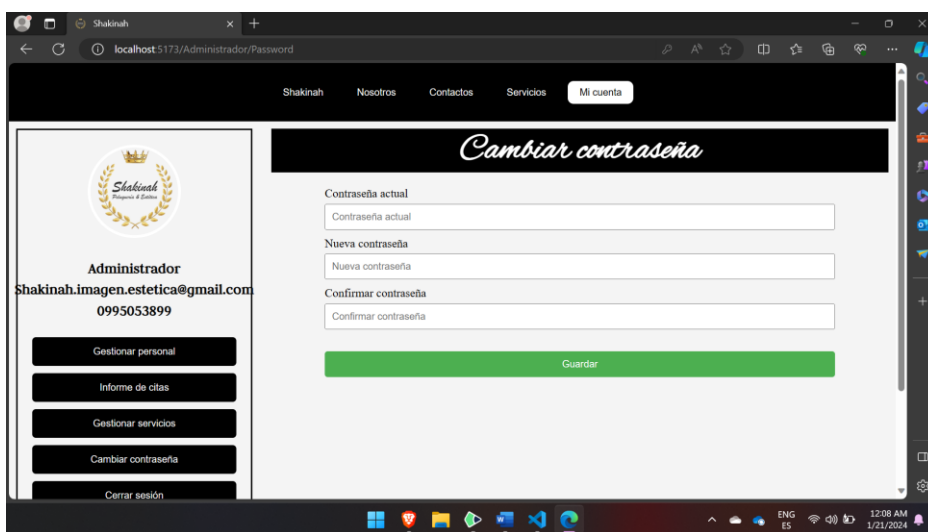 Shakinah
localhost:5173/Administrador/Password
Shakinah Nosotros Contactos Servicios Mi cuenta
Shakinah
Peluquería & Estética
Administrador
Shakinah.imagen.estetica@gmail.com
0995053899
Gestionar personal
Informe de citas
Gestionar servicios
Cambiar contraseña
Cerrar sesión
Cambiar contraseña
Contraseña actual
Contraseña actual
Nueva contraseña
Nueva contraseña
Confirmar contraseña
Confirmar contraseña
Guardar
ENG
ES
12:08 AM
1/21/2024